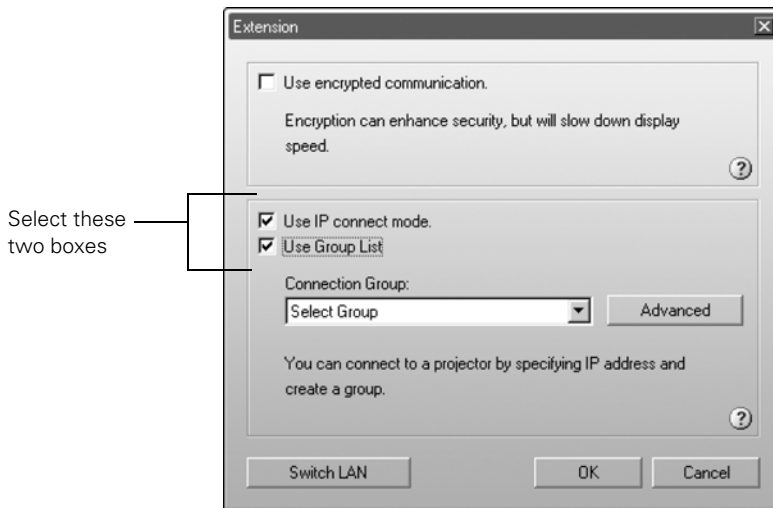 Extension
Use encrypted communication.
Encryption can enhance security, but will slow down display
speed.
Select these
two boxes
Use IP connect mode.
Use Group List
Connection Group:
Select Group
Advanced
You can connect to a projector by specifying IP address and
create a group.
Switch LAN
OK
Cancel